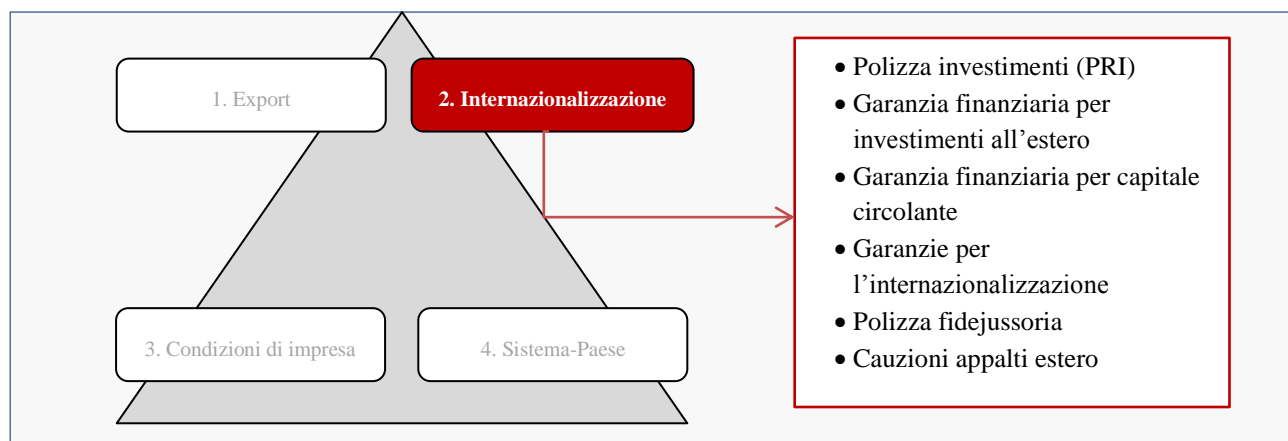 1. Export
2. Internazionalizzazione
3. Condizioni di impresa
4. Sistema-Paese
• Polizza investimenti (PRI)
• Garanzia finanziaria per
investimenti all’estero
• Garanzia finanziaria per capitale
circolante
• Garanzie per
l’internazionalizzazione
• Polizza fidejussoria
• Cauzioni appalti estero